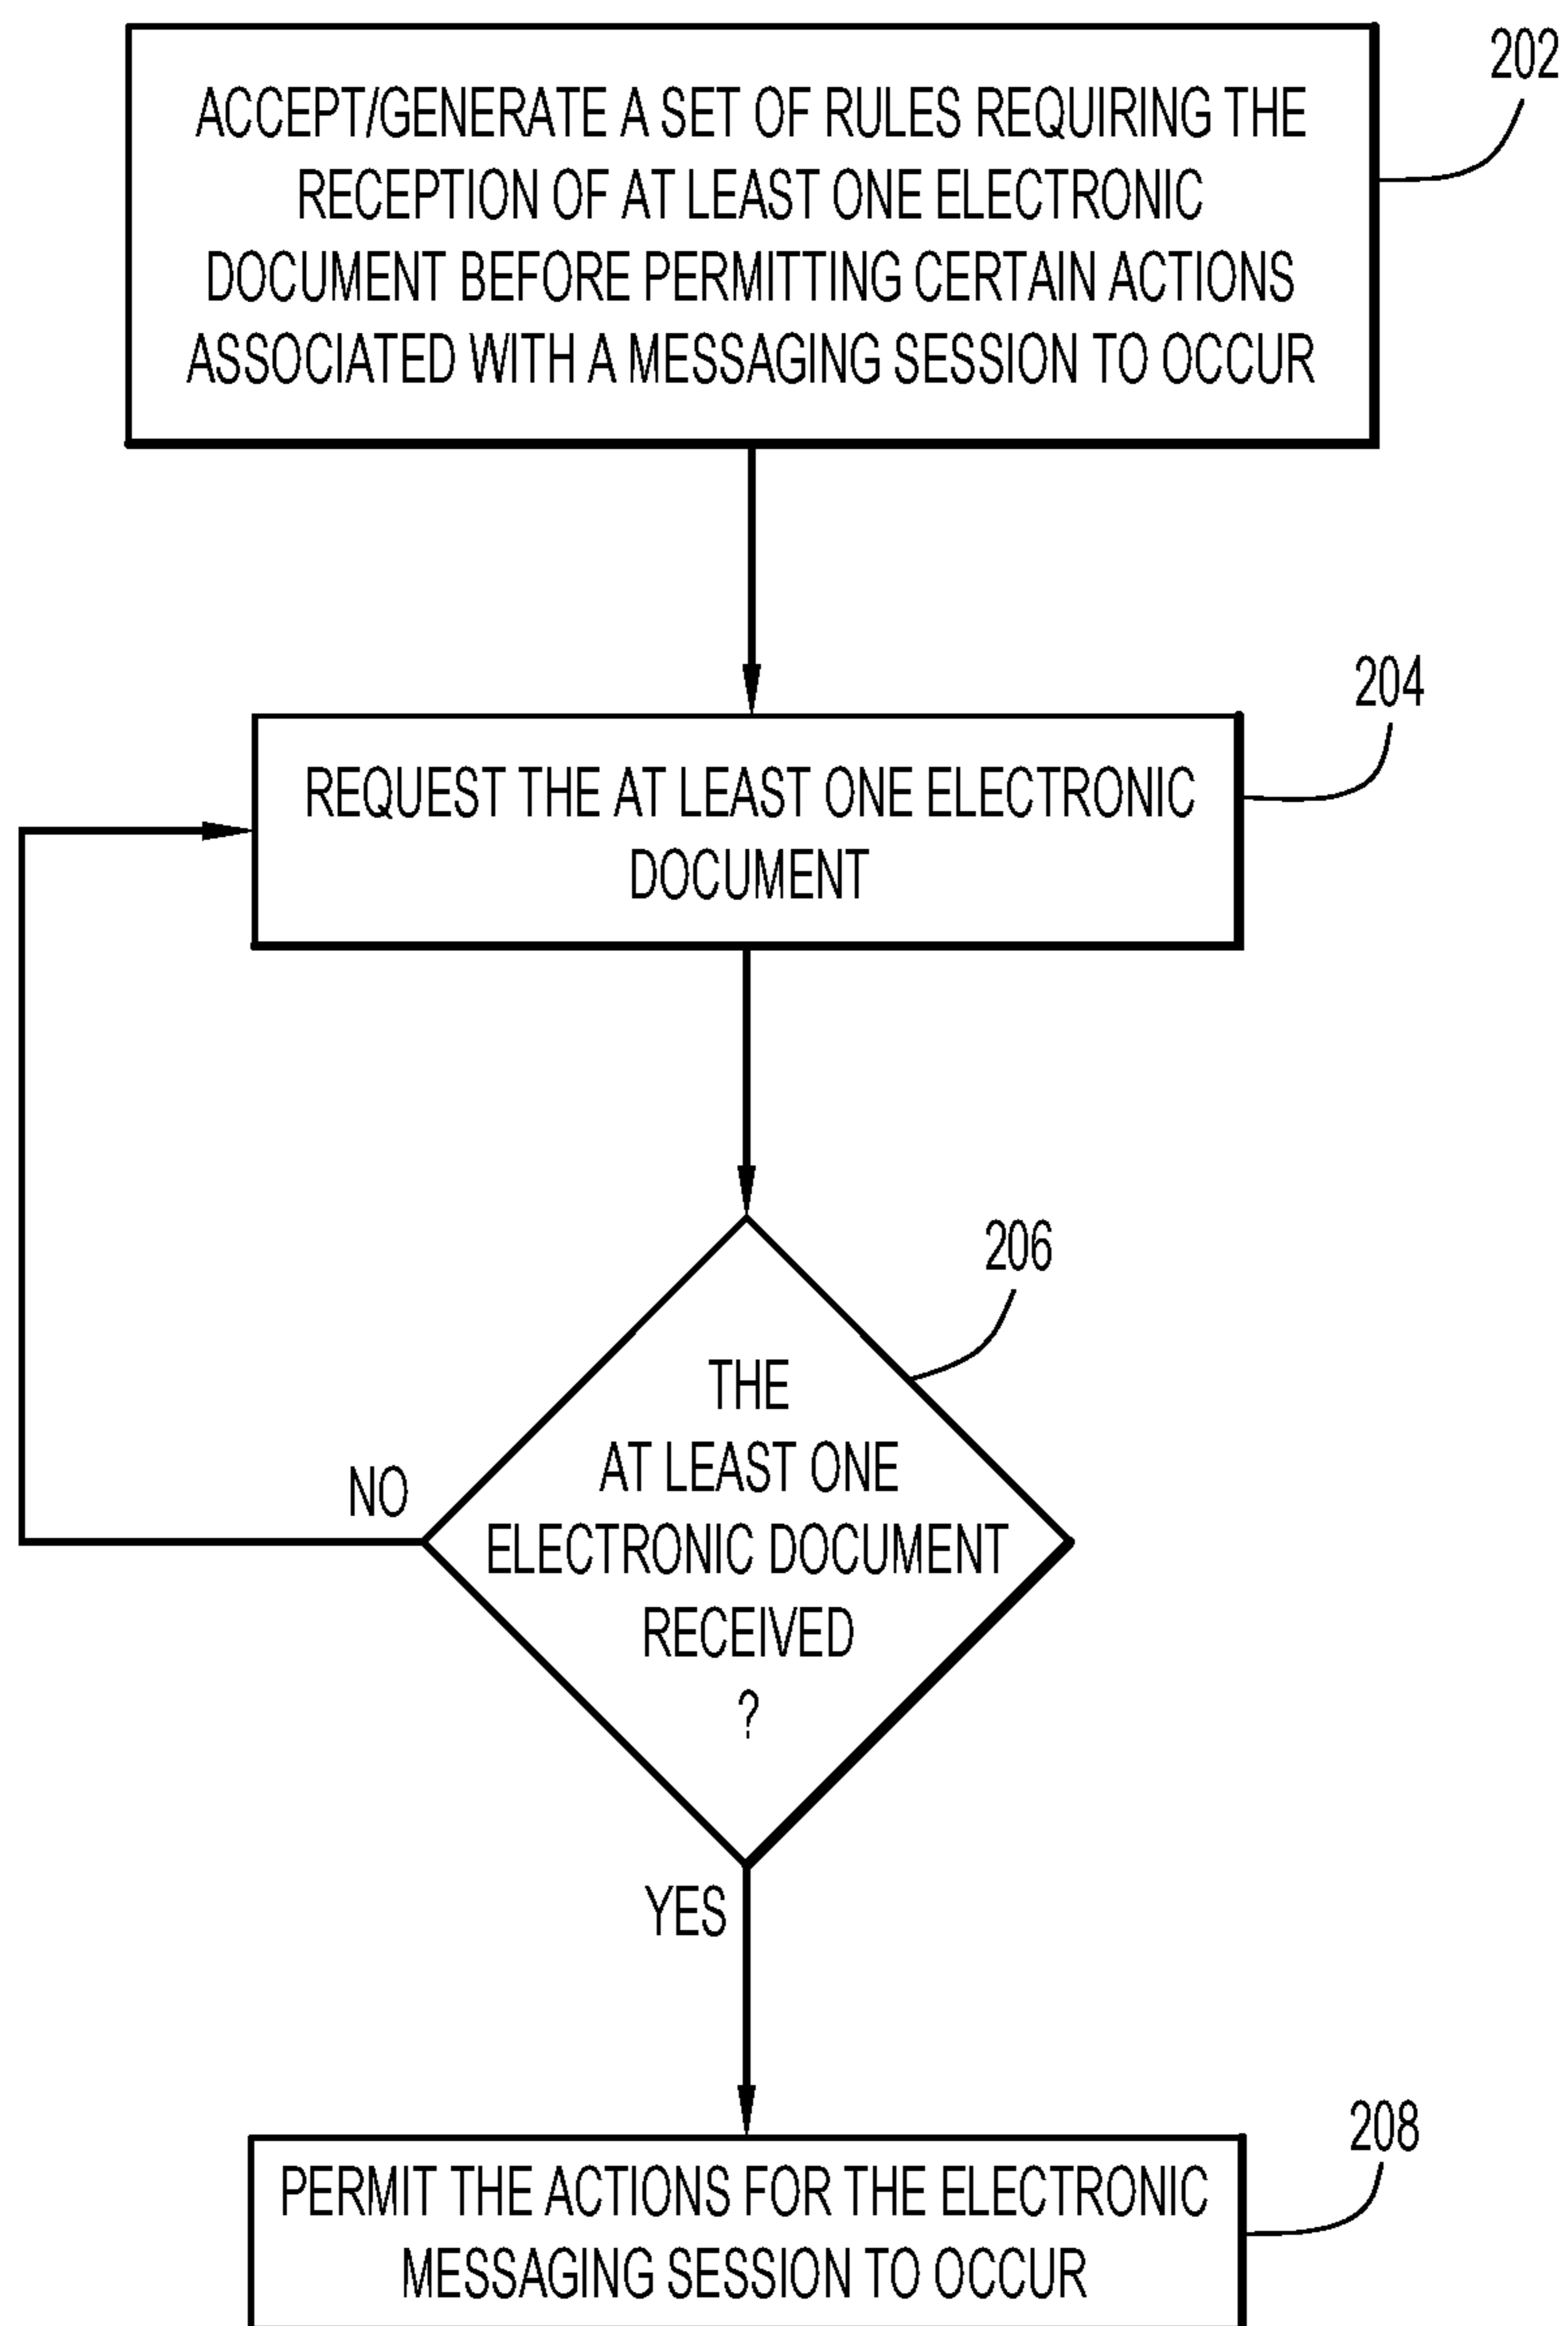 202
ACCEPT/GENERATE A SET OF RULES REQUIRING THE
RECEPTION OF AT LEAST ONE ELECTRONIC
DOCUMENT BEFORE PERMITTING CERTAIN ACTIONS
ASSOCIATED WITH A MESSAGING SESSION TO OCCUR
204
REQUEST THE AT LEAST ONE ELECTRONIC
DOCUMENT
206
THE
AT LEAST ONE
ELECTRONIC DOCUMENT
RECEIVED
?
NO
YES
208
PERMIT THE ACTIONS FOR THE ELECTRONIC
MESSAGING SESSION TO OCCUR